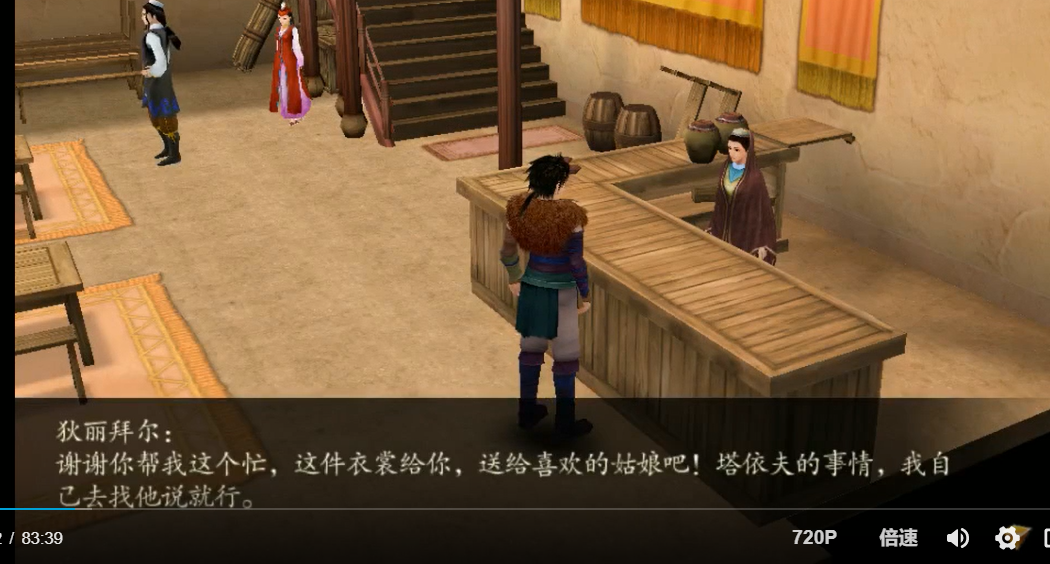 狄丽拜尔：
谢谢你帮我这个忙，这件衣裳给你，送给喜欢的姑娘吧！塔依夫的事情，我自
己去找他说就行。
/ 83:39
720P
倍速